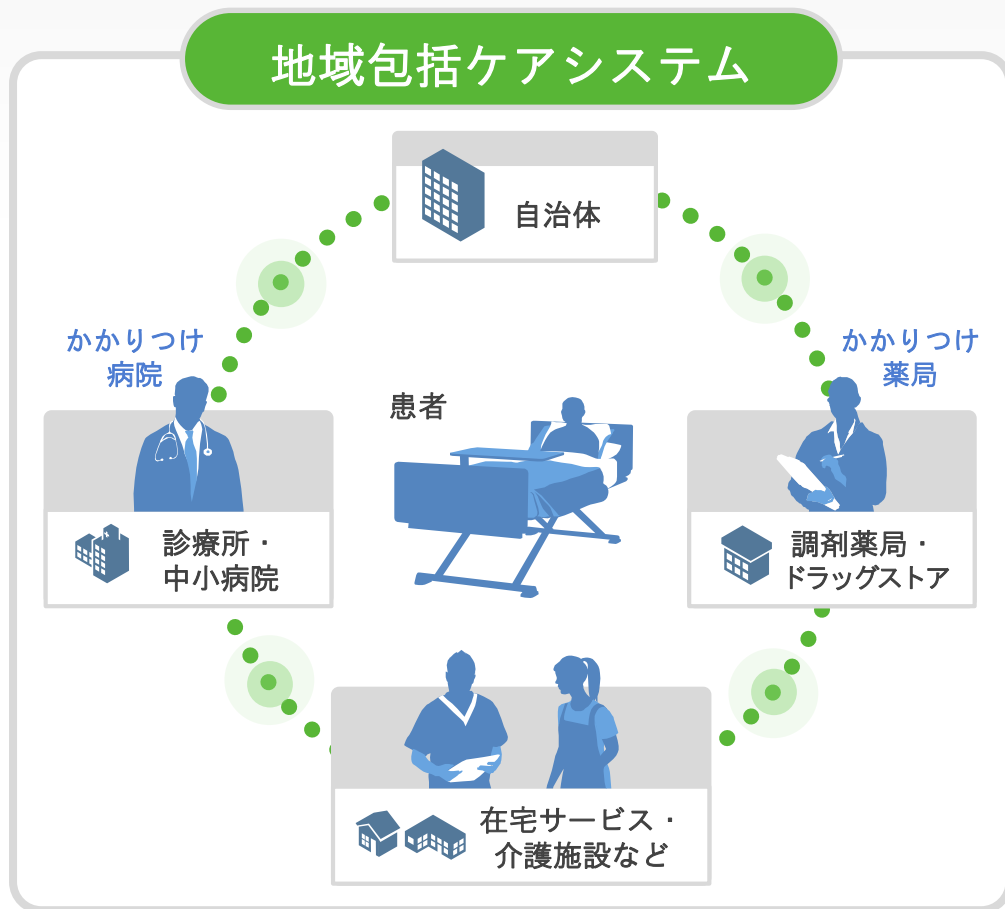 地域包括ケアシステム
自治体
かかりつけ
病院
かかりつけ
薬局
患者
診療所・
中小病院
調剤薬局・
ドラッグストア
在宅サービス・
介護施設など